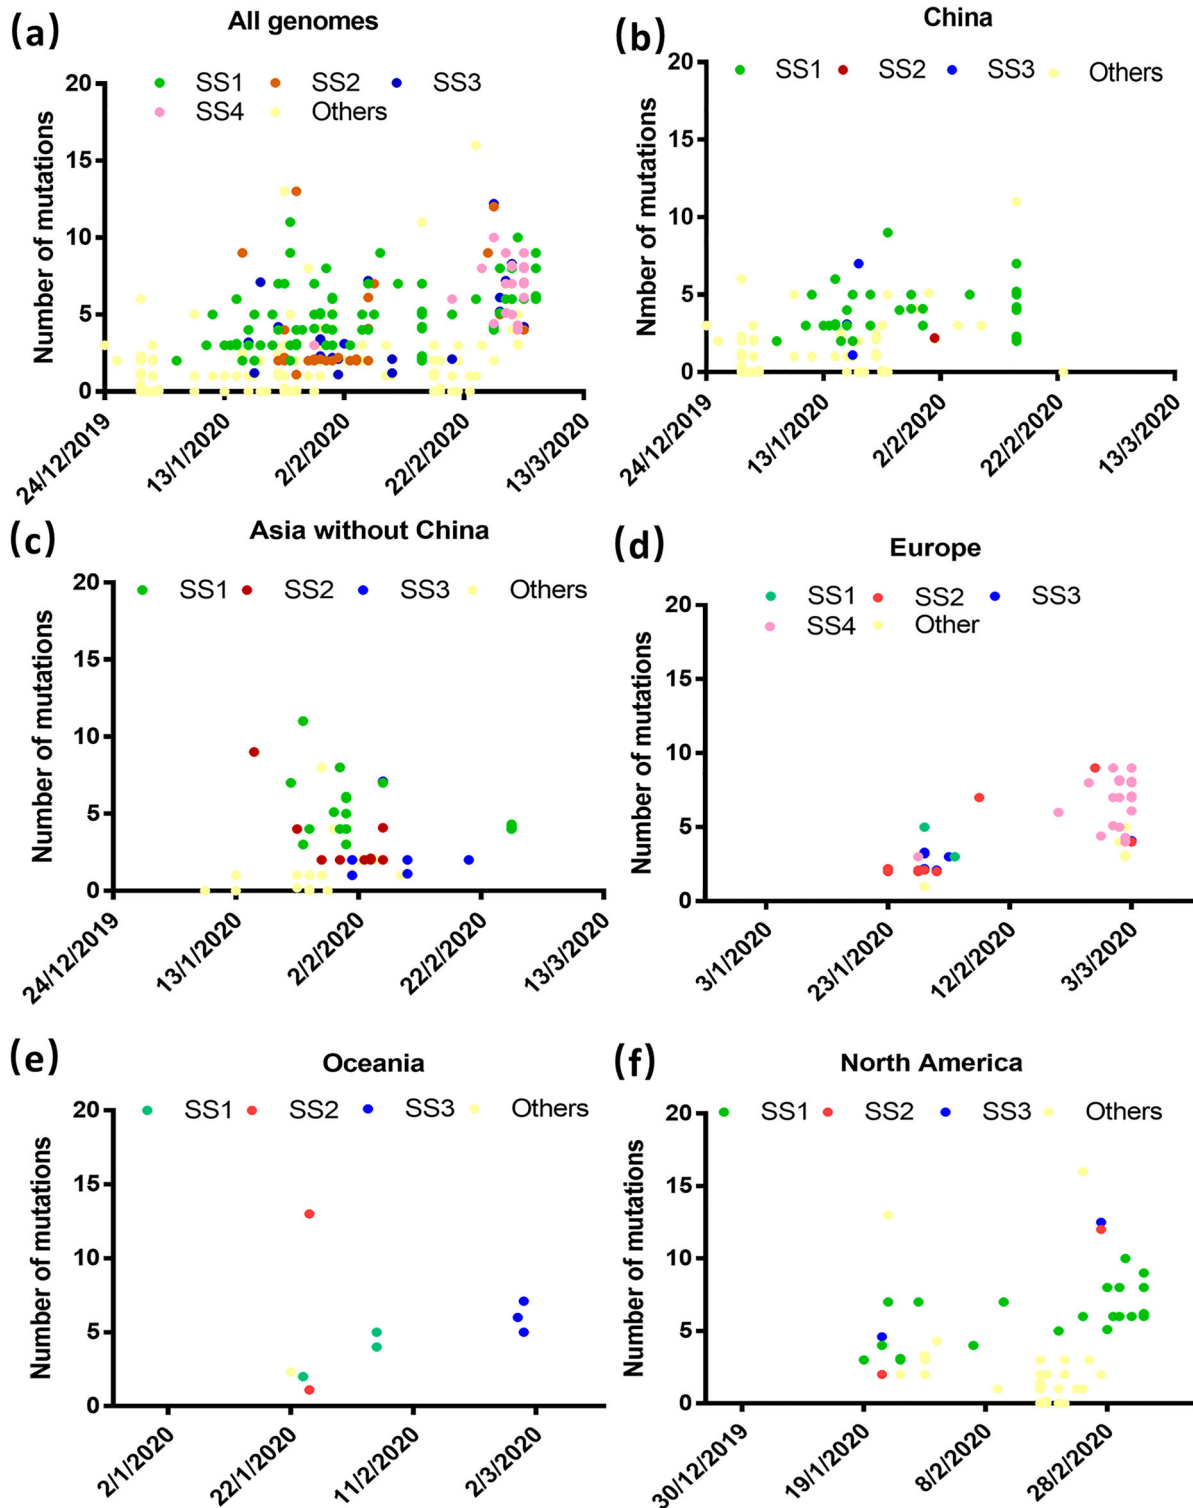 (a)
All genomes
SS1
SS2
SS3
SS4
Others
Number of mutations
20
15
10
5
0
24/12/2019
13/1/2020
2/2/2020
22/2/2020
13/3/2020
(b)
China
SS1
SS2
SS3
Others
Nmber of mutations
20
15
10
5
0
24/12/2019
13/1/2020
2/2/2020
22/2/2020
13/3/2020
(c)
Asia without China
SS1
SS2
SS3
Others
Number of mutations
20
15
10
5
0
24/12/2019
13/1/2020
2/2/2020
22/2/2020
13/3/2020
(d)
Europe
SS1
SS2
SS3
SS4
Other
Number of mutations
20
15
10
5
0
3/1/2020
23/1/2020
12/2/2020
3/3/2020
(e)
Oceania
SS1
SS2
SS3
Others
Number of mutations
20
15
10
5
0
2/1/2020
22/1/2020
11/2/2020
2/3/2020
(f)
North America
SS1
SS2
SS3
Others
Number of mutations
20
15
10
5
0
30/12/2019
19/1/2020
8/2/2020
28/2/2020